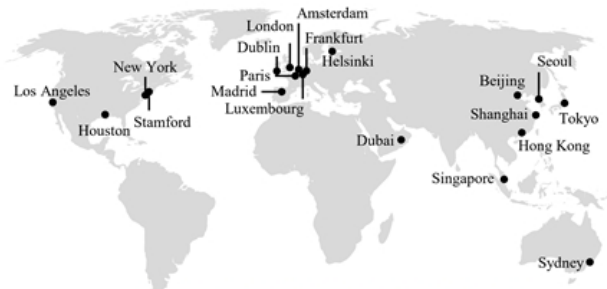 Amsterdam
London
Dublin
Frankfurt
Helsinki
Seoul
New York
Paris
Beijing
Los Angeles
Madrid
Luxembourg
Houston
Stamford
Shanghai
Tokyo
Dubai
Hong Kong
Singapore
Sydney